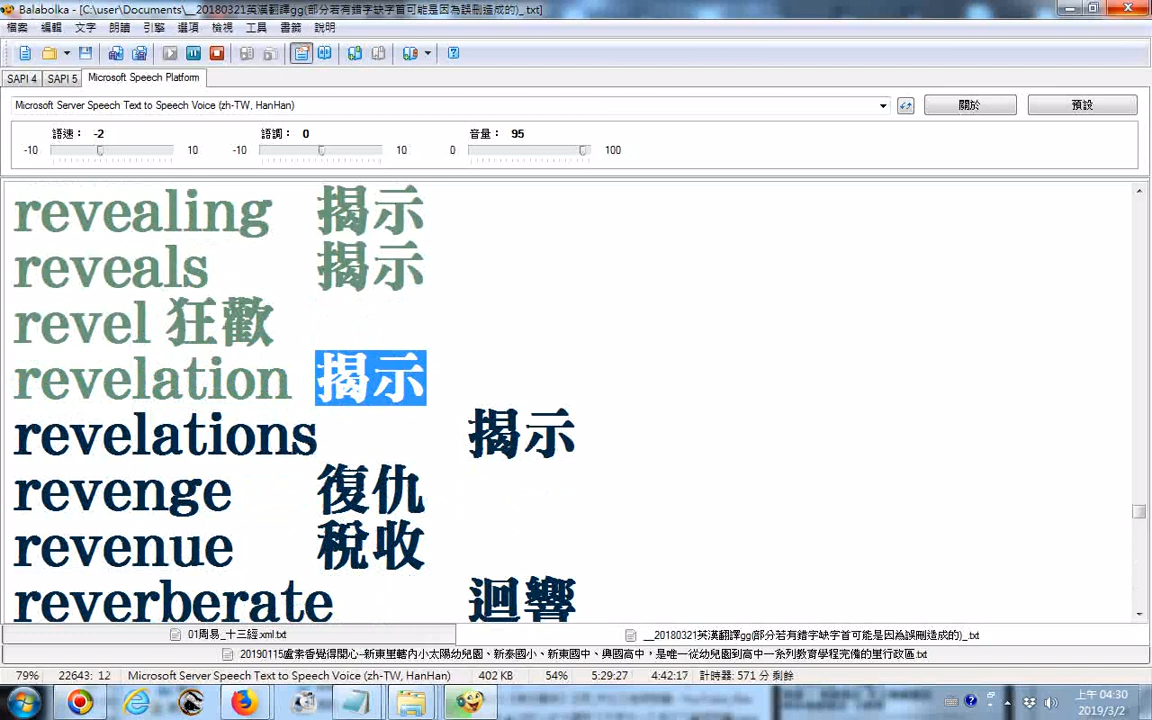 Balabolka - [C:\user\Documents\__20180321英漢翻譯gg(部分若有錯字缺字首可能是因為誤刪造成的)_.txt]
檔案 編輯 文字 朗讀 引擎 選項 檢視 工具 書籤 說明
SAPI 4 SAPI 5 Microsoft Speech Platform
Microsoft Server Speech Text to Speech Voice (zh-TW, HanHan) 關於 預設
語速： -2 語調： 0 音量： 95
-10 10 -10 10 0 100
revealing 揭示
reveals 揭示
revel 狂歡
revelation 揭示
revelations 揭示
revenge 復仇
revenue 稅收
reverberate 迴響
01周易_十三經.xml.txt __20180321英漢翻譯gg(部分若有錯字缺字首可能是因為誤刪造成的)_.txt
20190115盧素香覺得開心–新東里轄內小太陽幼兒園、新泰國小、新東國中、興國高中，是唯一從幼兒園到高中一系列教育學程完備的里行政區.txt
79% 22643: 12 Microsoft Server Speech Text to Speech Voice (zh-TW, HanHan) 402 KB 54% 5:29:27 4:42:17 計時器: 571 分 剩餘
上午 04:30
2019/3/2